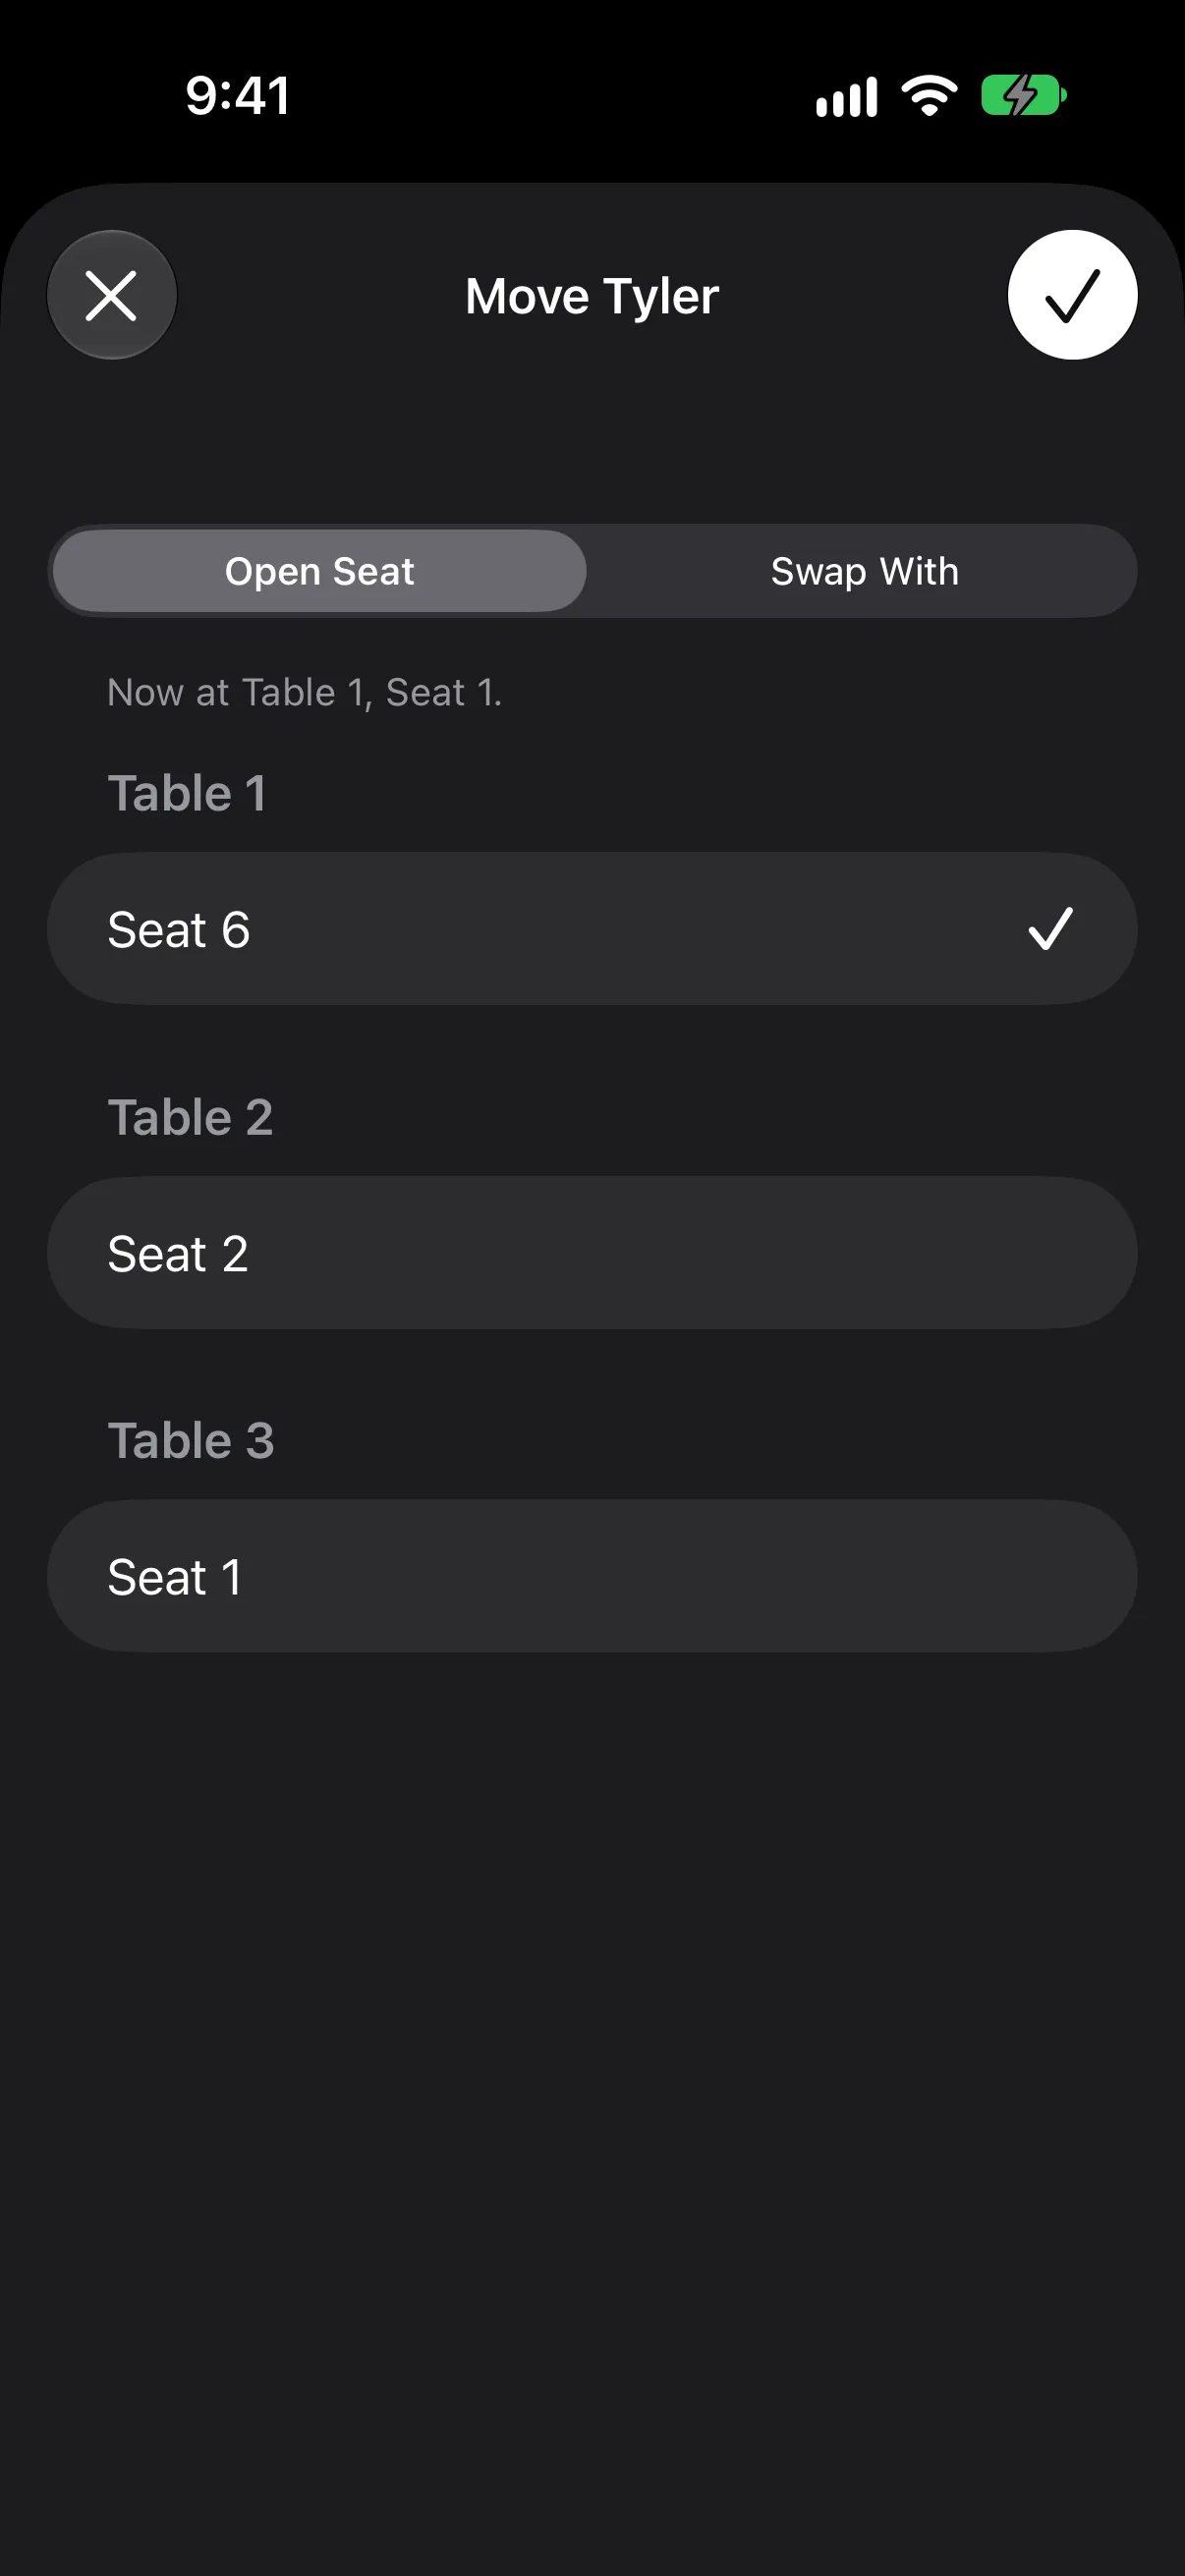 9:41
Move Tyler
Open Seat
Swap With
Now at Table 1, Seat 1.
Table 1
Seat 6
Table 2
Seat 2
Table 3
Seat 1